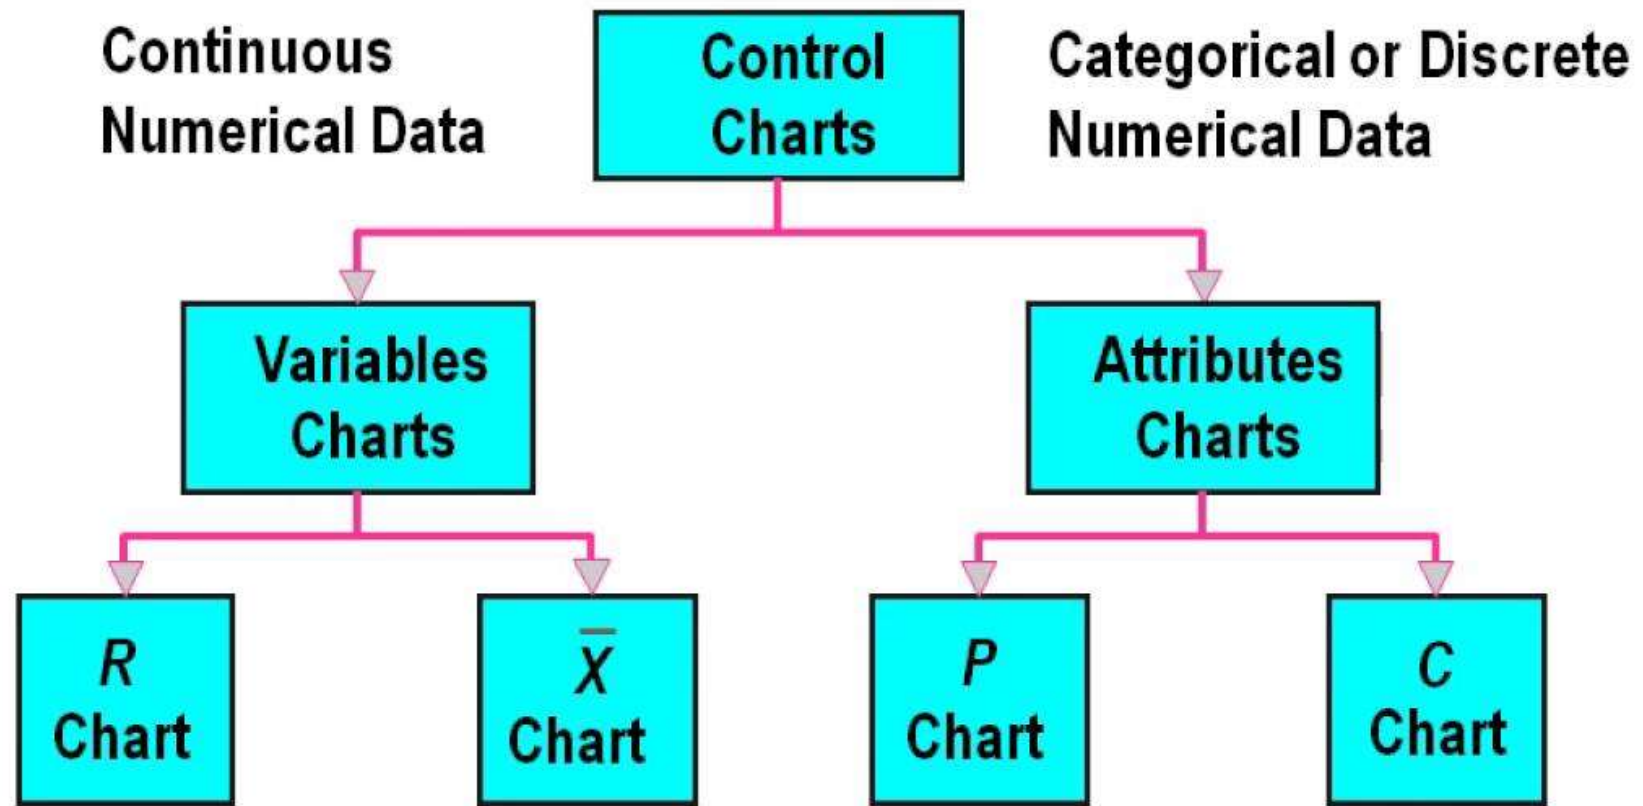 Continuous
Numerical Data
Control
Charts
Categorical or Discrete
Numerical Data
Variables
Charts
Attributes
Charts
R
Chart
X̅
Chart
P
Chart
C
Chart